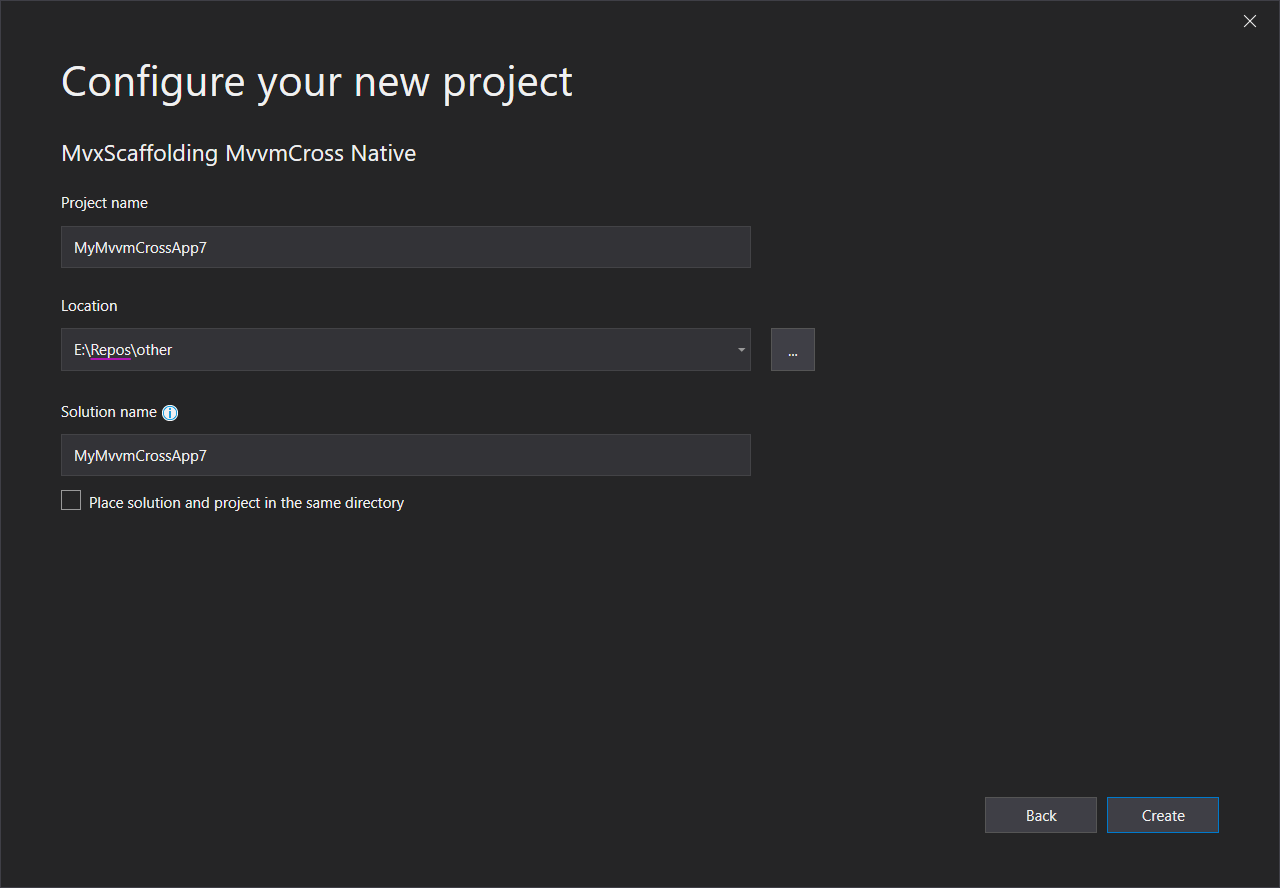 Configure your new project
MvxScaffolding MvvmCross Native
Project name
MyMvvmCrossApp7
Location
E:\Repos\other
...
Solution name
MyMvvmCrossApp7
Place solution and project in the same directory
Back Create